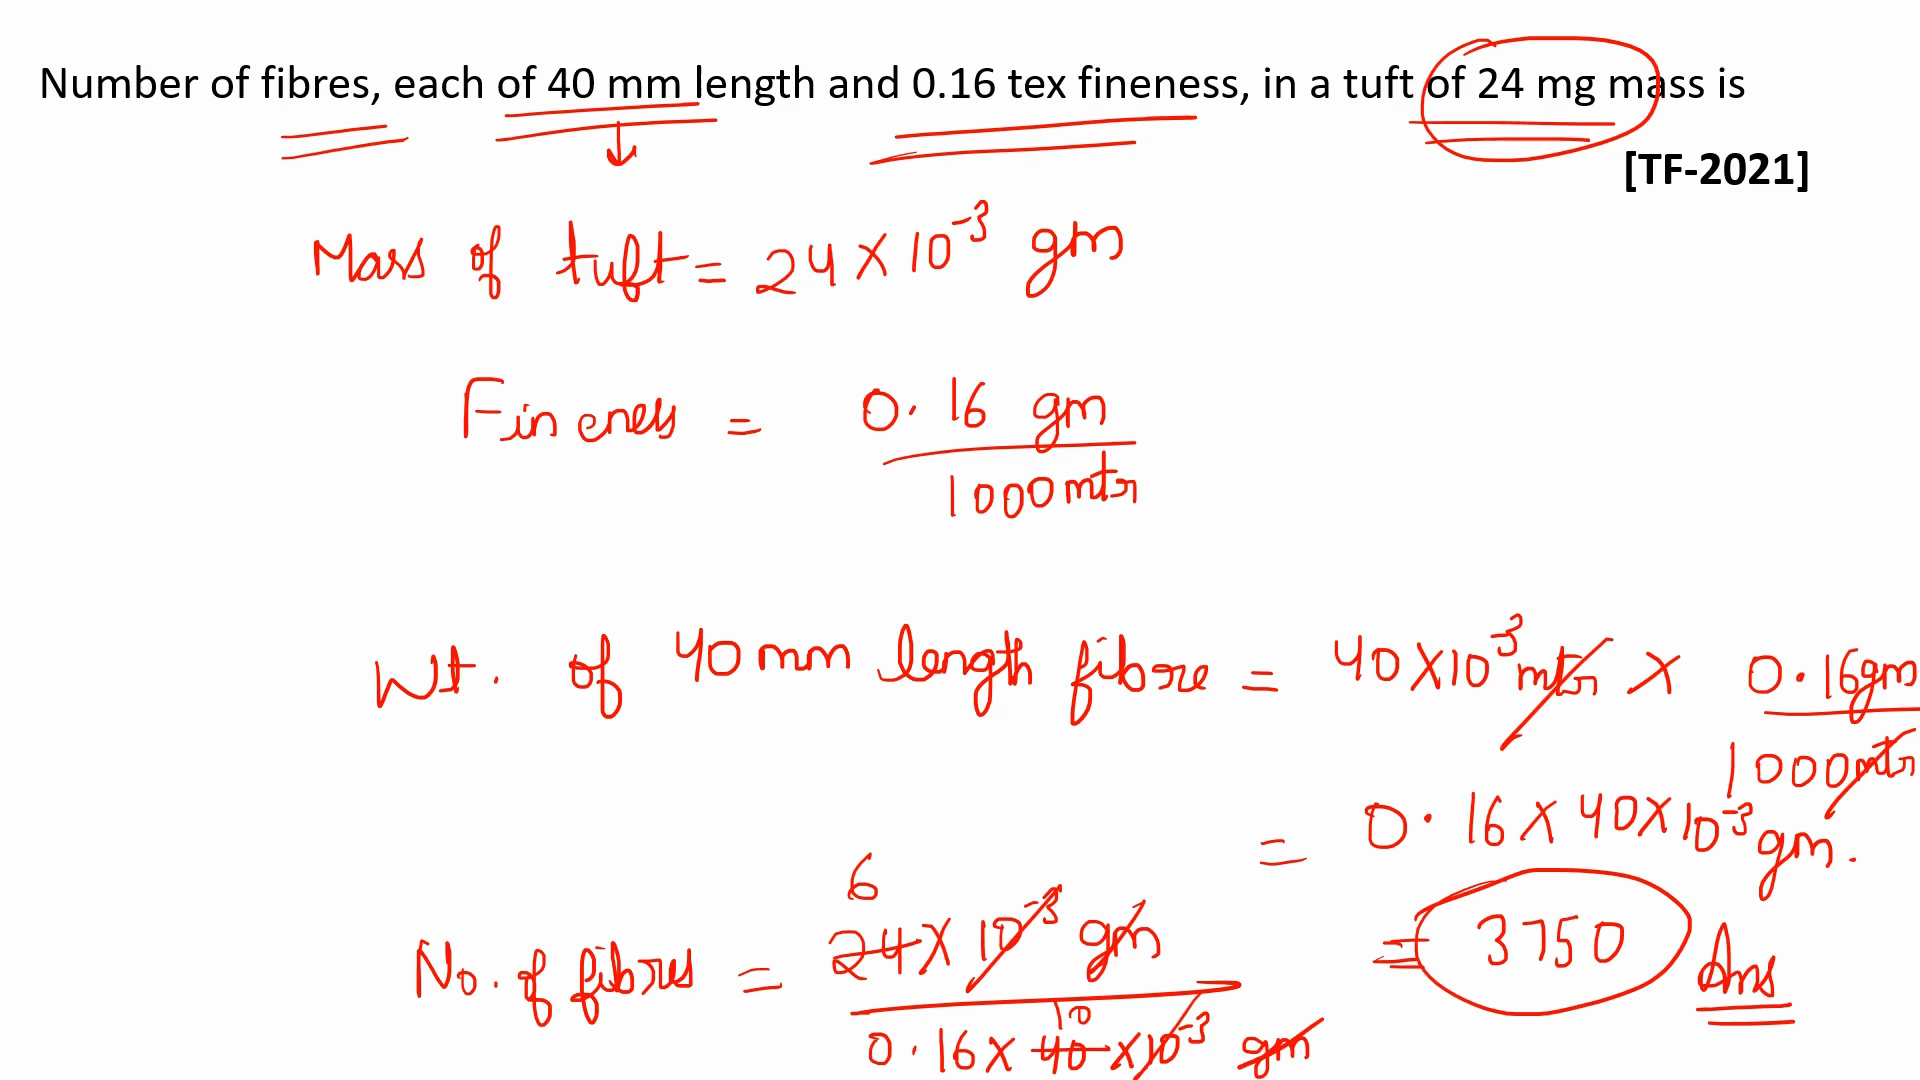 Number of fibres, each of 40 mm length and 0.16 tex fineness, in a tuft of 24 mg mass is
[TF-2021]
Mass of tuft = 24 × 10⁻³ gm
Fineness = 0.16 gm
1000 mtr
Wt. of 40 mm length fibre = 40 × 10⁻³ mtr × 0.16 gm
1000 mtr
= 0.16 × 40 × 10⁻³ gm.
6
No. of fibres = 24 × 10⁻³ gm = 3750 Ans
10
0.16 × 40 × 10⁻³ gm